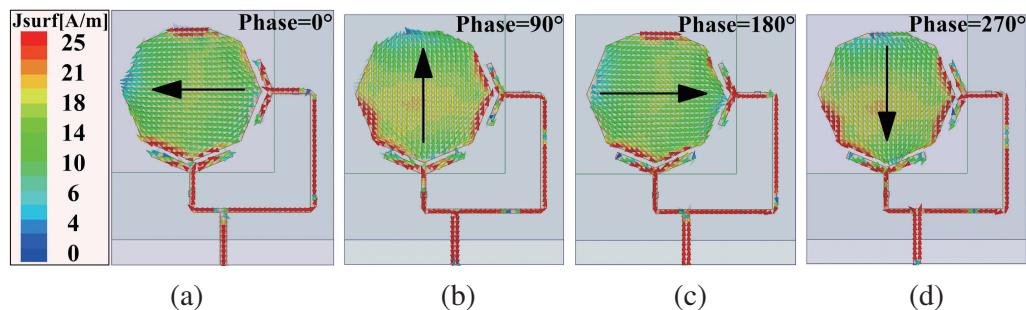 Jsurf[A/m]
25
21
18
14
10
6
4
0
Phase=0°
Phase=90°
Phase=180°
Phase=270°
(a)
(b)
(c)
(d)